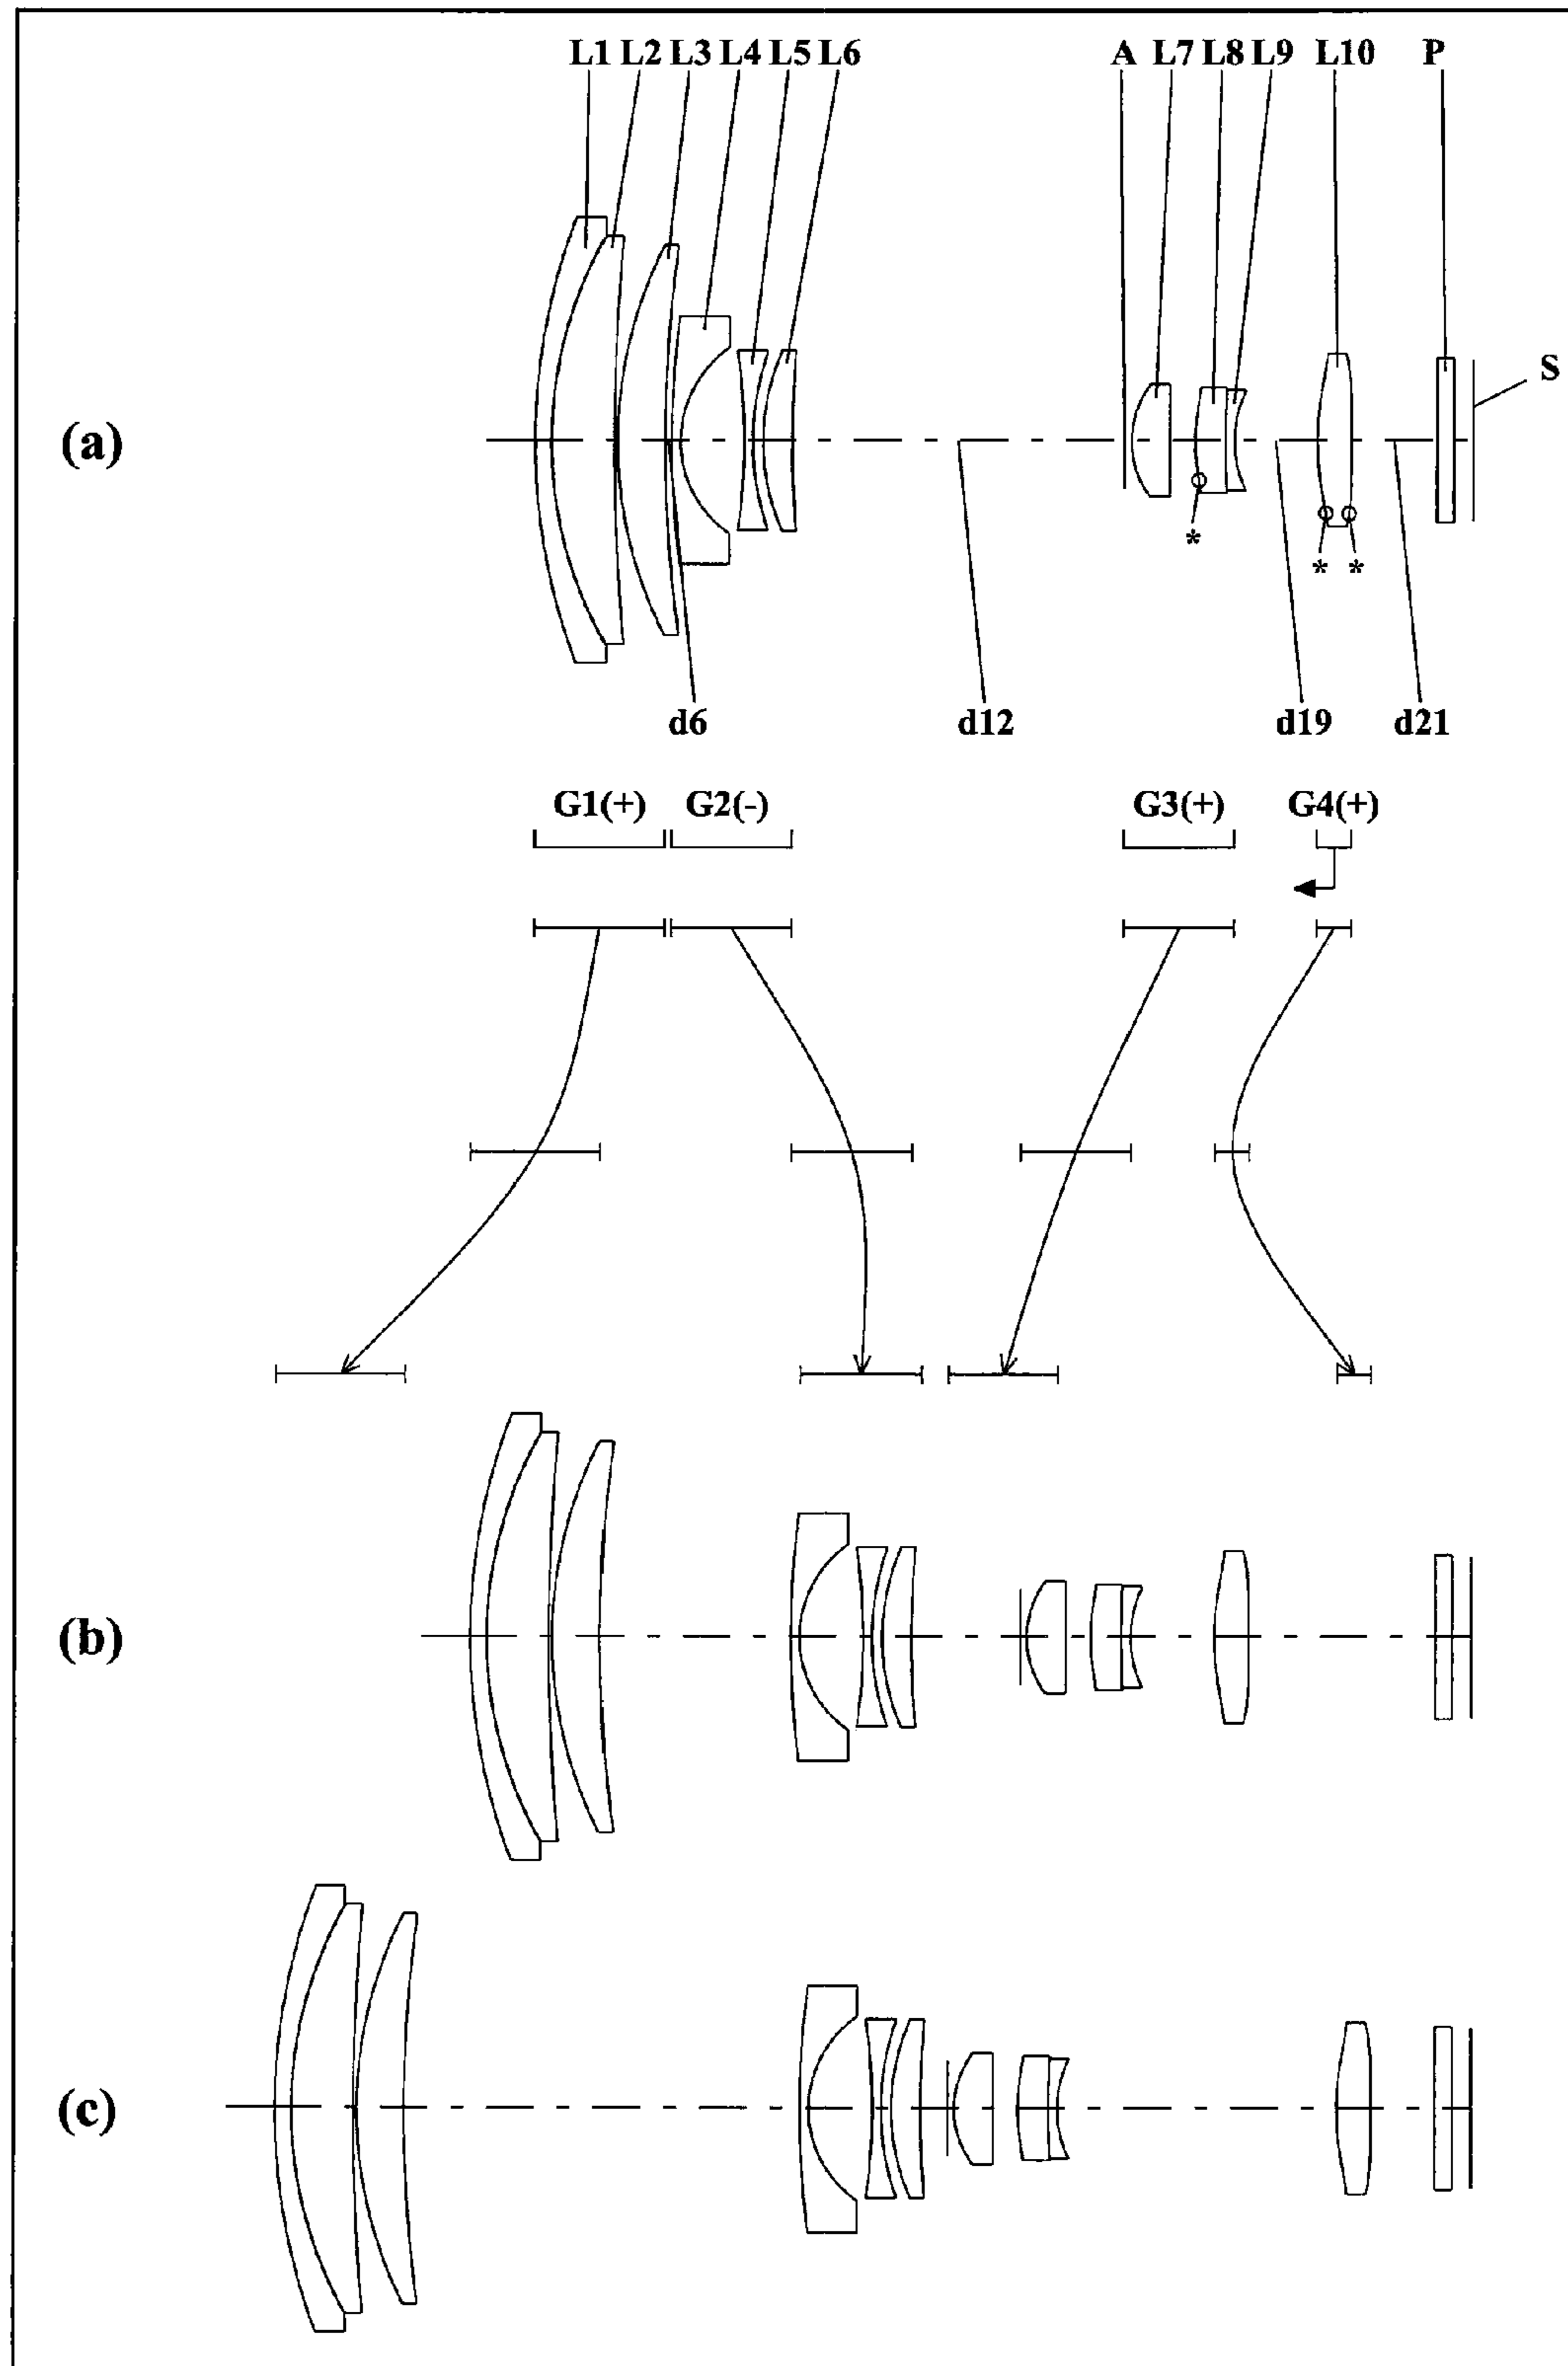 L1 L2 L3 L4 L5 L6 A L7 L8 L9 L10 P
S
(a)
*
* *
d6 d12 d19 d21
G1(+) G2(-) G3(+) G4(+)
(b)
(c)